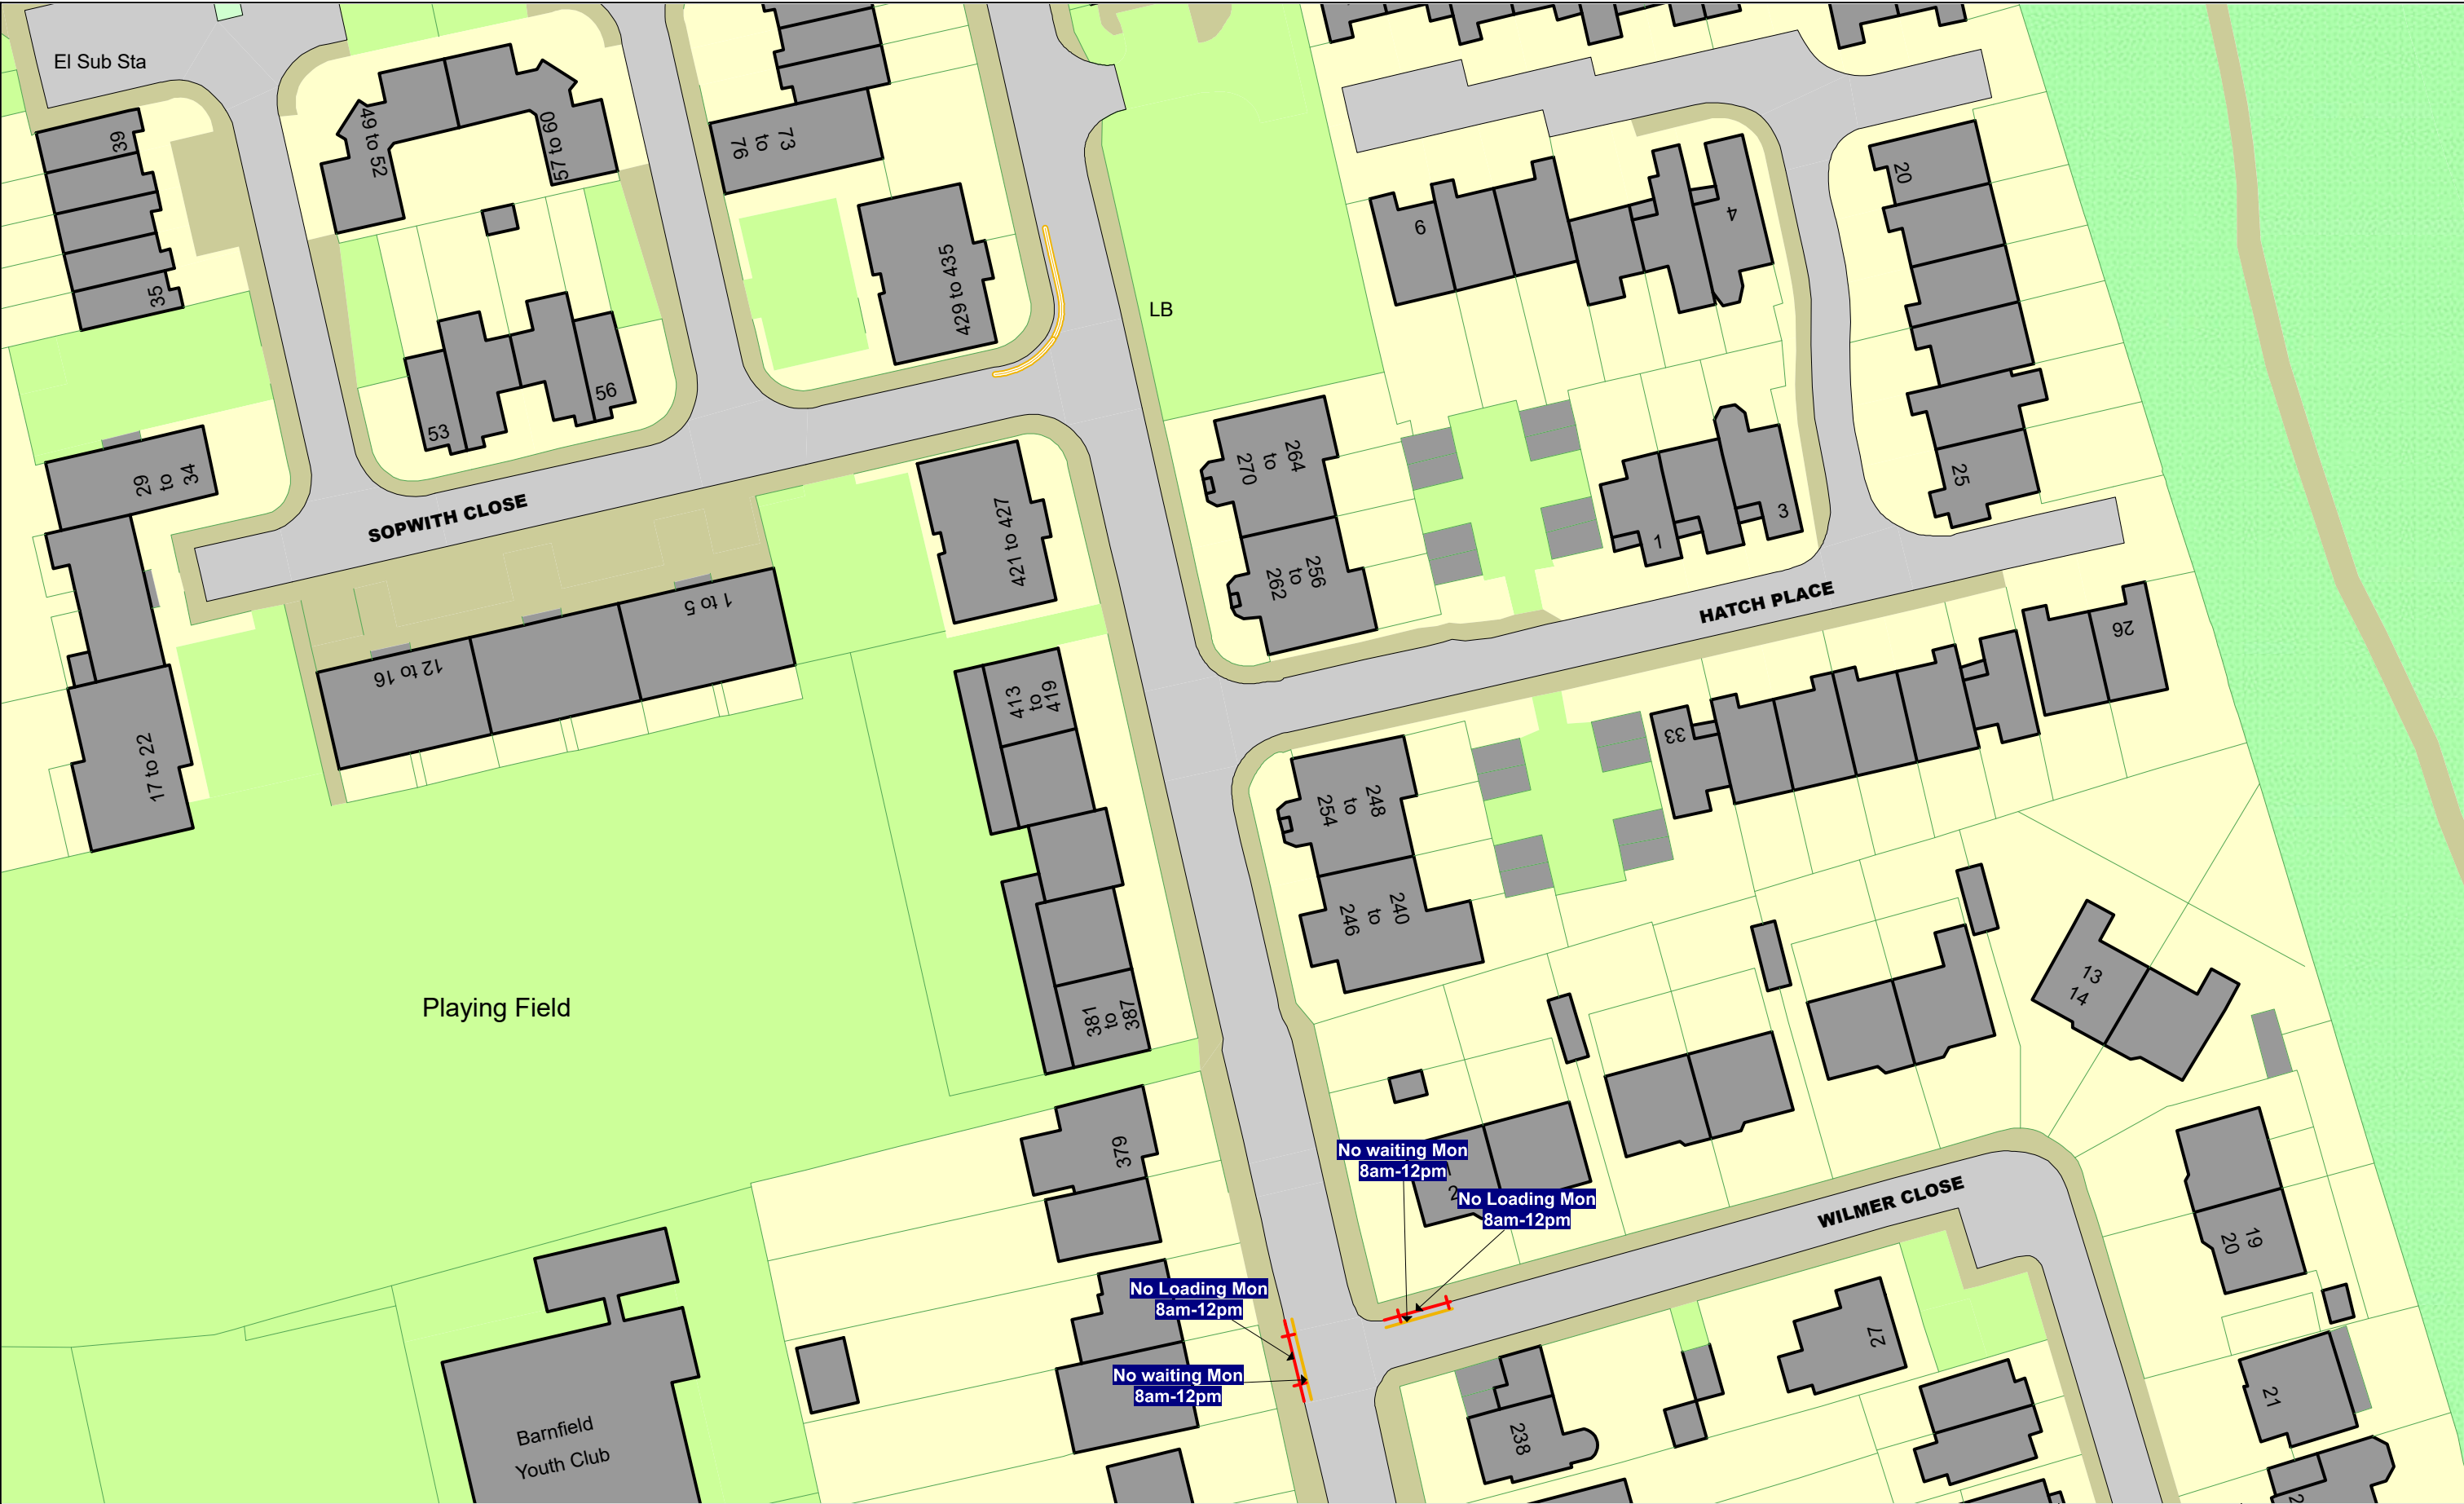 El Sub Sta
39
35
49 to 52
57 to 60
53
56
76
to
73
429 to 435
LB
6
4
20
29
to
34
SOPWITH CLOSE
421 to 427
270
to
264
262
to
256
1
3
25
HATCH PLACE
1 to 5
12 to 16
17 to 22
413
to
419
26
33
254
to
248
246
to
240
Playing Field
381
to
387
13
14
379
No waiting Mon
8am-12pm
2
No Loading Mon
8am-12pm
WILMER CLOSE
19
20
No Loading Mon
8am-12pm
No waiting Mon
8am-12pm
27
21
238
Barnfield
Youth Club